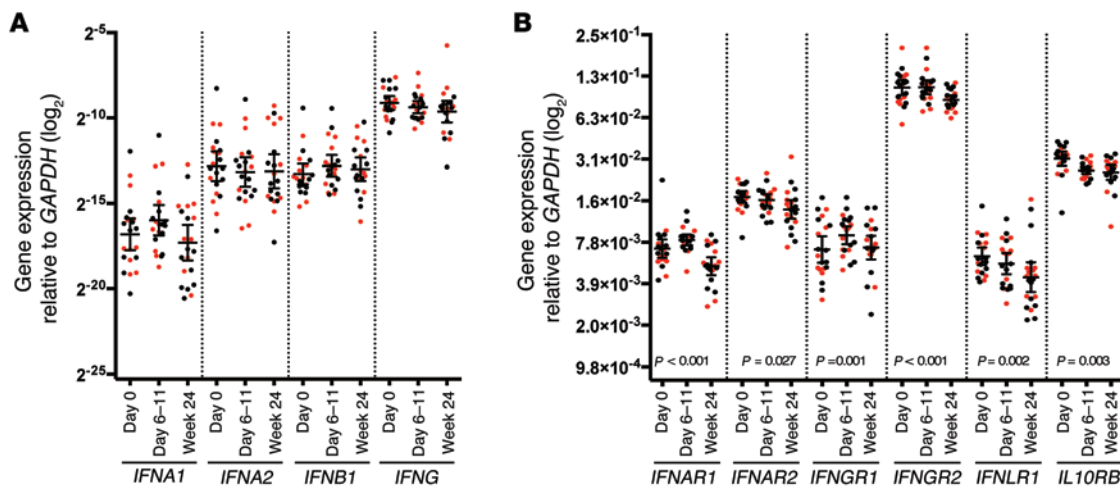 A
Gene expression
relative to GAPDH (log₂)
2⁻⁵
2⁻¹⁰
2⁻¹⁵
2⁻²⁰
2⁻²⁵
Day 0
Day 6–11
Week 24
Day 0
Day 6–11
Week 24
Day 0
Day 6–11
Week 24
Day 0
Day 6–11
Week 24
IFNA1
IFNA2
IFNB1
IFNG
B
Gene expression
relative to GAPDH (log₂)
2.5×10⁻¹
1.3×10⁻¹
6.3×10⁻²
3.1×10⁻²
1.6×10⁻²
7.8×10⁻³
3.9×10⁻³
2.0×10⁻³
9.8×10⁻⁴
P < 0.001
P = 0.027
P =0.001
P < 0.001
P = 0.002
P = 0.003
Day 0
Day 6–11
Week 24
Day 0
Day 6–11
Week 24
Day 0
Day 6–11
Week 24
Day 0
Day 6–11
Week 24
Day 0
Day 6–11
Week 24
Day 0
Day 6–11
Week 24
IFNAR1
IFNAR2
IFNGR1
IFNGR2
IFNLR1
IL10RB